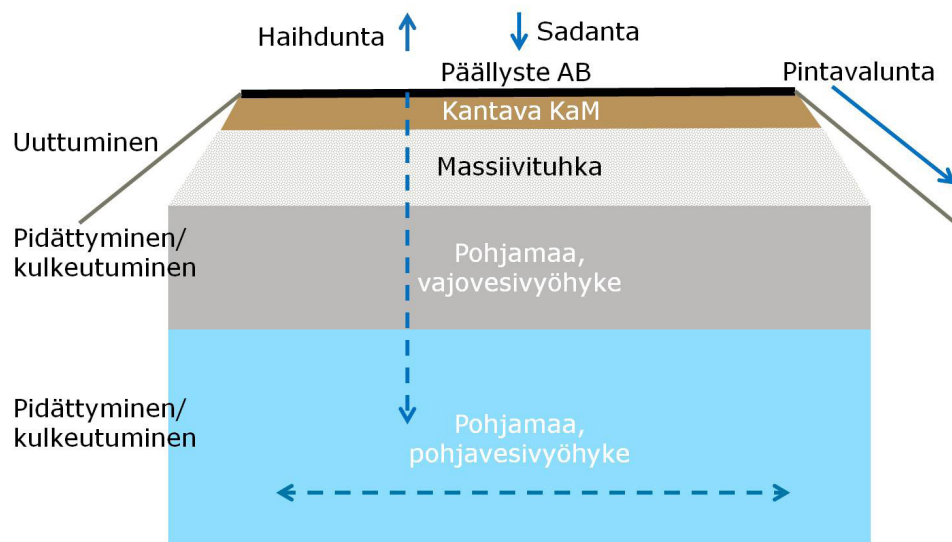 Haihdunta
Sadanta
Päällyste AB
Pintavalunta
Kantava KaM
Uuttuminen
Massiivituhka
Pidättyminen/
kulkeutuminen
Pohjamaa,
vajovesivyöhyke
Pidättyminen/
kulkeutuminen
Pohjamaa,
pohjavesivyöhyke